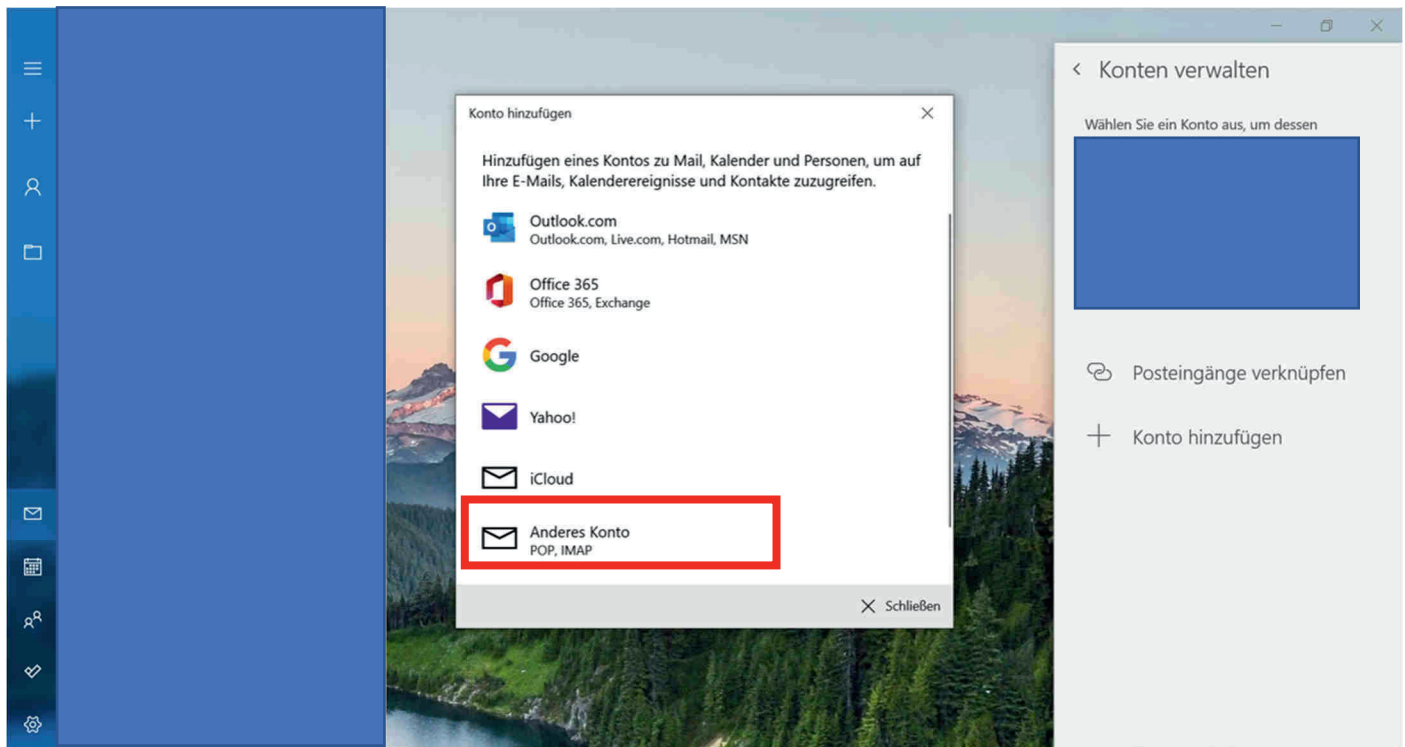 Konten verwalten
Wählen Sie ein Konto aus, um dessen
Posteingänge verknüpfen
Konto hinzufügen
Konto hinzufügen
Hinzufügen eines Kontos zu Mail, Kalender und Personen, um auf
Ihre E-Mails, Kalenderereignisse und Kontakte zuzugreifen.
Outlook.com
Outlook.com, Live.com, Hotmail, MSN
Office 365
Office 365, Exchange
Google
Yahoo!
iCloud
Anderes Konto
POP, IMAP
Schließen